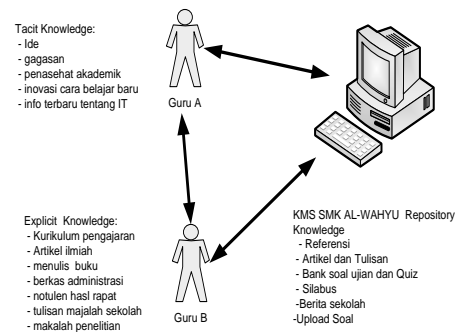 Tacit Knowledge:
- Ide
- gagasan
- penasehat akademik
- inovasi cara belajar baru
- info terbaru tentang IT
Guru A
Explicit Knowledge:
- Kurikulum pengajaran
- Artikel ilmiah
- menulis buku
- berkas administrasi
- notulen hasl rapat
- tulisan majalah sekolah
- makalah penelitian
Guru B
KMS SMK AL-WAHYU Repository
Knowledge
- Referensi
- Artikel dan Tulisan
- Bank soal ujian dan Quiz
- Silabus
-Berita sekolah
-Upload Soal